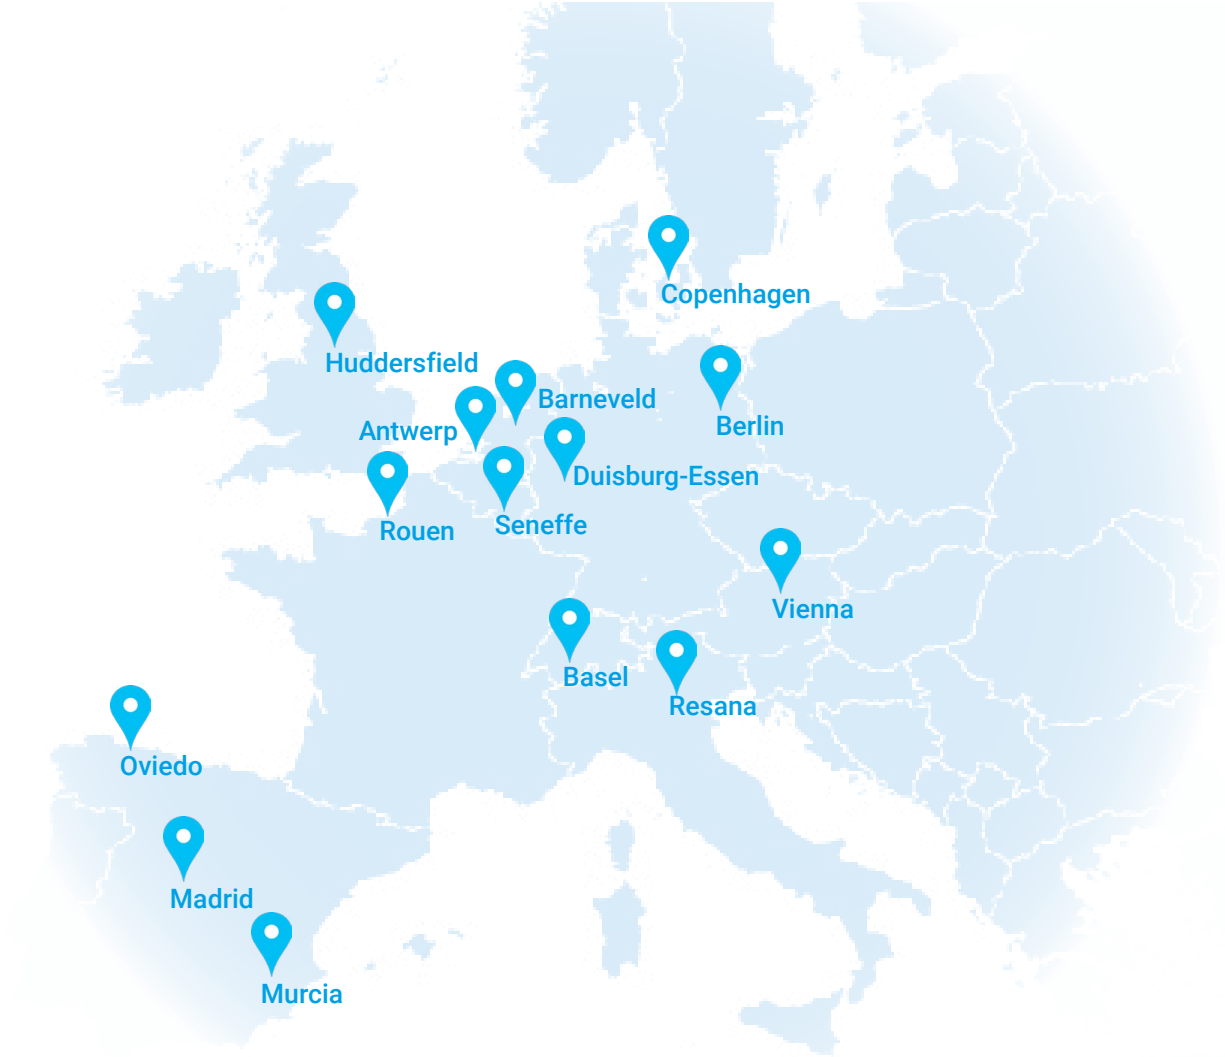 Copenhagen
Huddersfield
Barneveld
Berlin
Antwerp
Duisburg-Essen
Rouen
Seneffe
Vienna
Basel
Resana
Oviedo
Madrid
Murcia